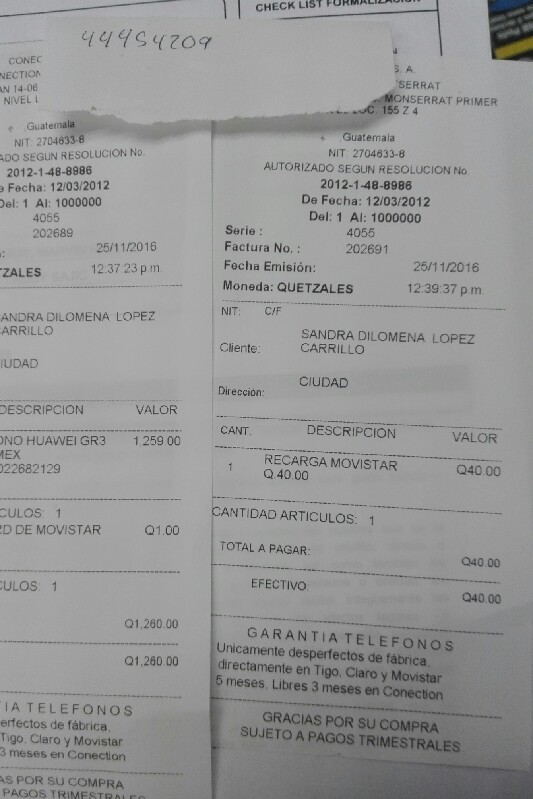 CHECK LIST FORMALIZACION
44454209
CONEC
AN 14-06
NIVEL L
Guatemala
NIT: 2704633-8
ADO SEGUN RESOLUCION No.
2012-1-48-8986
e Fecha: 12/03/2012
Del: 1 Al: 1000000
4055
202689
25/11/2016
TZALES 12:37:23 p.m.
ANDRA DILOMENA LOPEZ
CARRILLO
IUDAD
DESCRIPCION VALOR
ONO HUAWEI GR3 1,259.00
MEX
022682129
CULOS: 1
RD DE MOVISTAR Q1.00
ULOS: 1
Q1,260.00
Q1,260.00
IA TELEFONOS
erfectos de fábrica,
Tigo, Claro y Movistar
3 meses en Conection
AS POR SU COMPRA
PAGOS TRIMESTRALES
S. A.
SERRAT
MONSERRAT PRIMER
LOC. 155 Z 4
,Guatemala
NIT: 2704633-8
AUTORIZADO SEGUN RESOLUCION No.
2012-1-48-8986
De Fecha: 12/03/2012
Del: 1 Al: 1000000
Serie : 4055
Factura No. : 202691
Fecha Emisión: 25/11/2016
Moneda: QUETZALES 12:39:37 p.m.
NIT: C/F
Cliente: SANDRA DILOMENA LOPEZ
CARRILLO
Dirección: CIUDAD
CANT. DESCRIPCION VALOR
1 RECARGA MOVISTAR Q40.00
Q.40.00
CANTIDAD ARTICULOS: 1
TOTAL A PAGAR: Q40.00
EFECTIVO: Q40.00
GARANTIA TELEFONOS
Unicamente desperfectos de fábrica,
directamente en Tigo, Claro y Movistar
5 meses, Libres 3 meses en Conection
GRACIAS POR SU COMPRA
SUJETO A PAGOS TRIMESTRALES